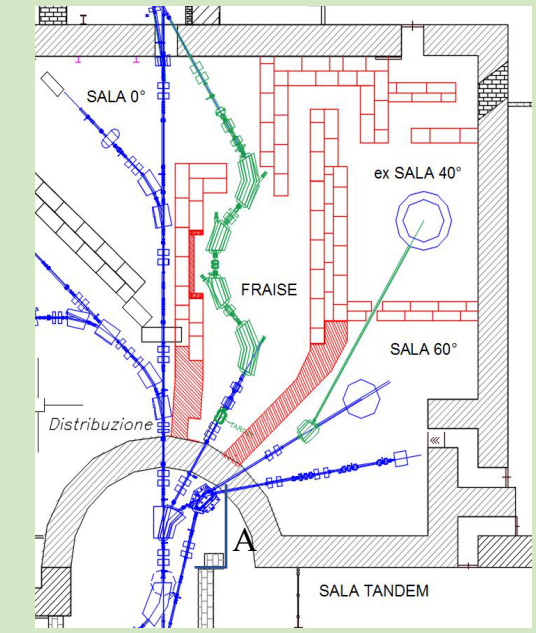 SALA 0°
ex SALA 40°
FRAISE
SALA 60°
Distribuzione
A
SALA TANDEM